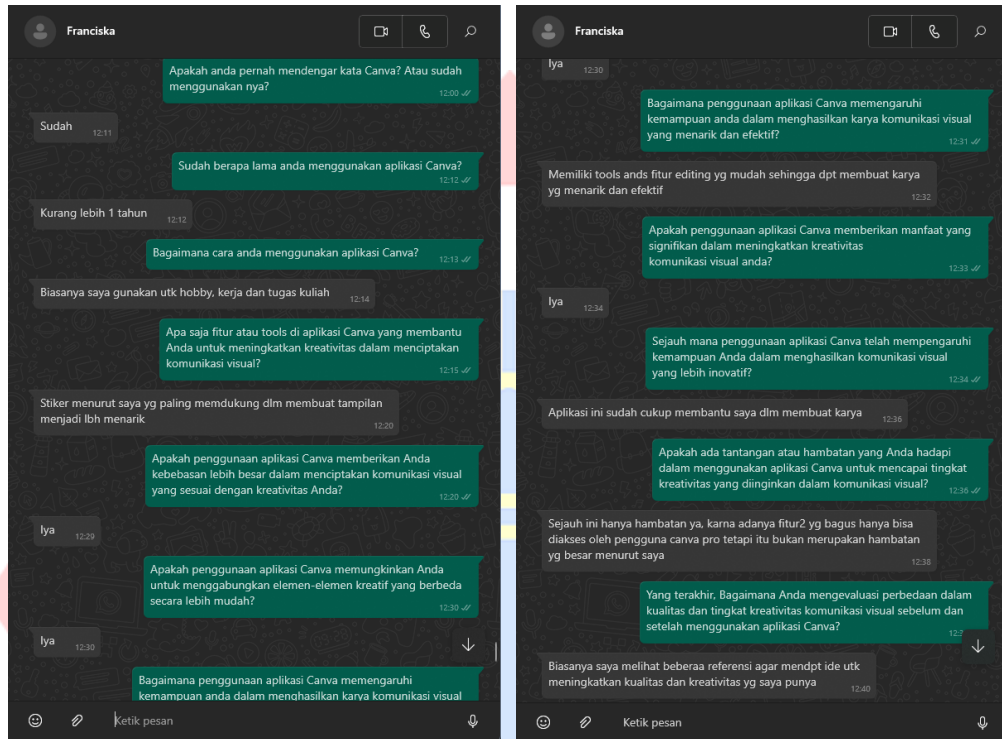 Franciska
Apakah anda pernah mendengar kata Canva? Atau sudah
menggunakan nya?
12:00
Sudah
12:11
Sudah berapa lama anda menggunakan aplikasi Canva?
12:12
Kurang lebih 1 tahun
12:12
Bagaimana cara anda menggunakan aplikasi Canva?
12:13
Biasanya saya gunakan utk hobby, kerja dan tugas kuliah
12:14
Apa saja fitur atau tools di aplikasi Canva yang membantu
Anda untuk meningkatkan kreativitas dalam menciptakan
komunikasi visual?
12:15
Stiker menurut saya yg paling memdukung dlm membuat tampilan
menjadi lbh menarik
12:20
Apakah penggunaan aplikasi Canva memberikan Anda
kebebasan lebih besar dalam menciptakan komunikasi visual
yang sesuai dengan kreativitas Anda?
12:20
Iya
12:29
Apakah penggunaan aplikasi Canva memungkinkan Anda
untuk menggabungkan elemen-elemen kreatif yang berbeda
secara lebih mudah?
12:30
Iya
12:30
Bagaimana penggunaan aplikasi Canva memengaruhi
kemampuan anda dalam menghasilkan karya komunikasi visual
Ketik pesan
Franciska
Iya
12:30
Bagaimana penggunaan aplikasi Canva memengaruhi
kemampuan anda dalam menghasilkan karya komunikasi visual
yang menarik dan efektif?
12:31
Memiliki tools ands fitur editing yg mudah sehingga dpt membuat karya
yg menarik dan efektif
12:32
Apakah penggunaan aplikasi Canva memberikan manfaat yang
signifikan dalam meningkatkan kreativitas
komunikasi visual anda?
12:33
Iya
12:34
Sejauh mana penggunaan aplikasi Canva telah mempengaruhi
kemampuan Anda dalam menghasilkan komunikasi visual
yang lebih inovatif?
12:34
Aplikasi ini sudah cukup membantu saya dlm membuat karya
12:36
Apakah ada tantangan atau hambatan yang Anda hadapi
dalam menggunakan aplikasi Canva untuk mencapai tingkat
kreativitas yang diinginkan dalam komunikasi visual?
12:36
Sejauh ini hanya hambatan ya, karna adanya fitur2 yg bagus hanya bisa
diakses oleh pengguna canva pro tetapi itu bukan merupakan hambatan
yg besar menurut saya
12:38
Yang terakhir, Bagaimana Anda mengevaluasi perbedaan dalam
kualitas dan tingkat kreativitas komunikasi visual sebelum dan
setelah menggunakan aplikasi Canva?
Biasanya saya melihat beberaa referensi agar mendpt ide utk
meningkatkan kualitas dan kreativitas yg saya punya
12:40
Ketik pesan